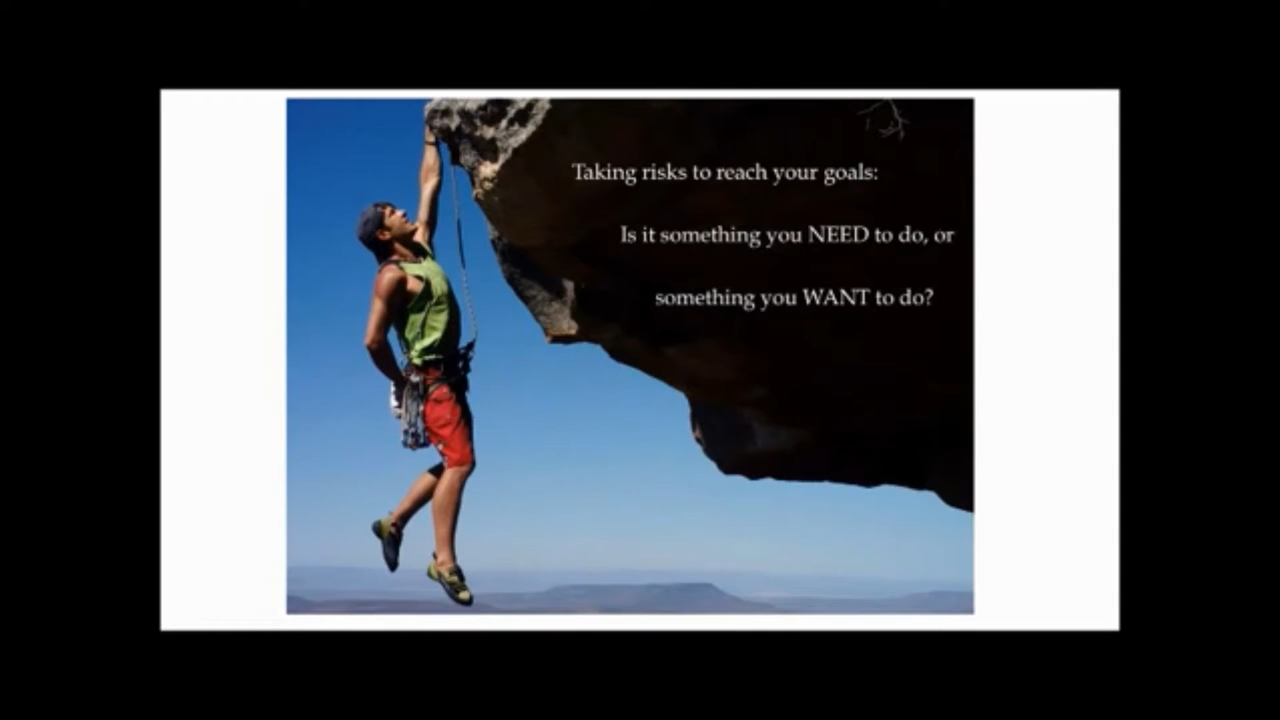 Taking risks to reach your goals:
Is it something you NEED to do, or
something you WANT to do?